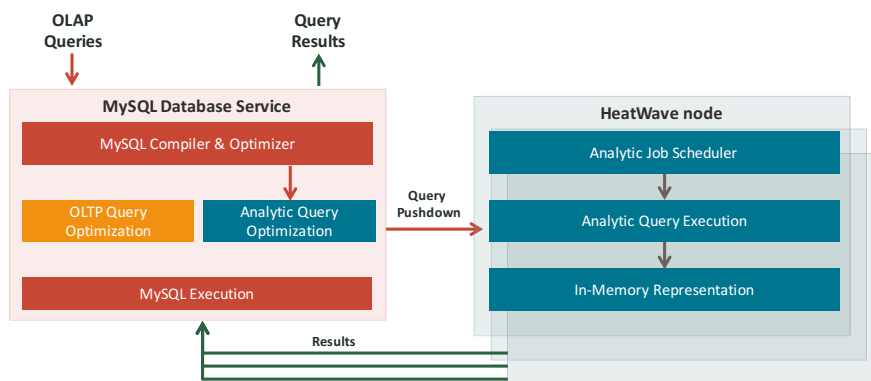 OLAP
Queries
Query
Results
MySQL Database Service
MySQL Compiler & Optimizer
OLTP Query
Optimization
Analytic Query
Optimization
MySQL Execution
Query
Pushdown
HeatWave node
Analytic Job Scheduler
Analytic Query Execution
In-Memory Representation
Results